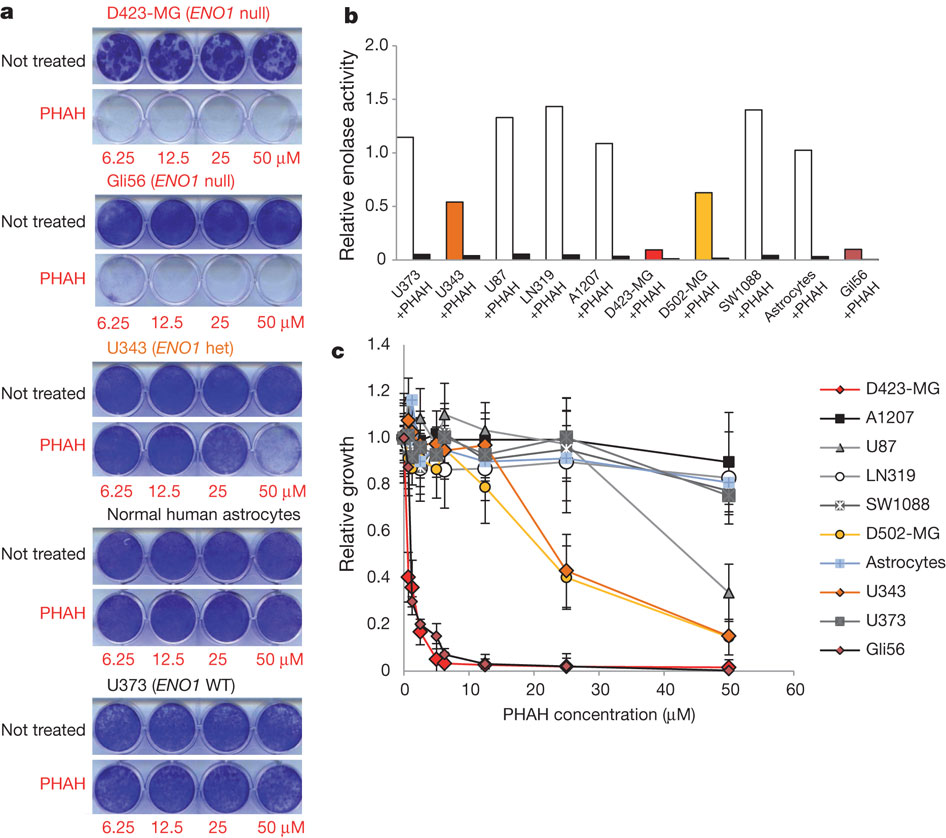 a
D423-MG (ENO1 null)
Not treated
PHAH
6.25 12.5 25 50 μM
Gli56 (ENO1 null)
Not treated
PHAH
6.25 12.5 25 50 μM
U343 (ENO1 het)
Not treated
PHAH
6.25 12.5 25 50 μM
Normal human astrocytes
Not treated
PHAH
6.25 12.5 25 50 μM
U373 (ENO1 WT)
Not treated
PHAH
6.25 12.5 25 50 μM
b
Relative enolase activity
2.0
1.5
1.0
0.5
0
U373
+PHAH
U343
+PHAH
U87
+PHAH
LN319
+PHAH
A1207
+PHAH
D423-MG
+PHAH
D502-MG
+PHAH
SW1088
+PHAH
Astrocytes
+PHAH
Gil56
+PHAH
c
Relative growth
1.4
1.2
1.0
0.8
0.6
0.4
0.2
0
0 10 20 30 40 50 60
PHAH concentration (μM)
D423-MG
A1207
U87
LN319
SW1088
D502-MG
Astrocytes
U343
U373
Gli56